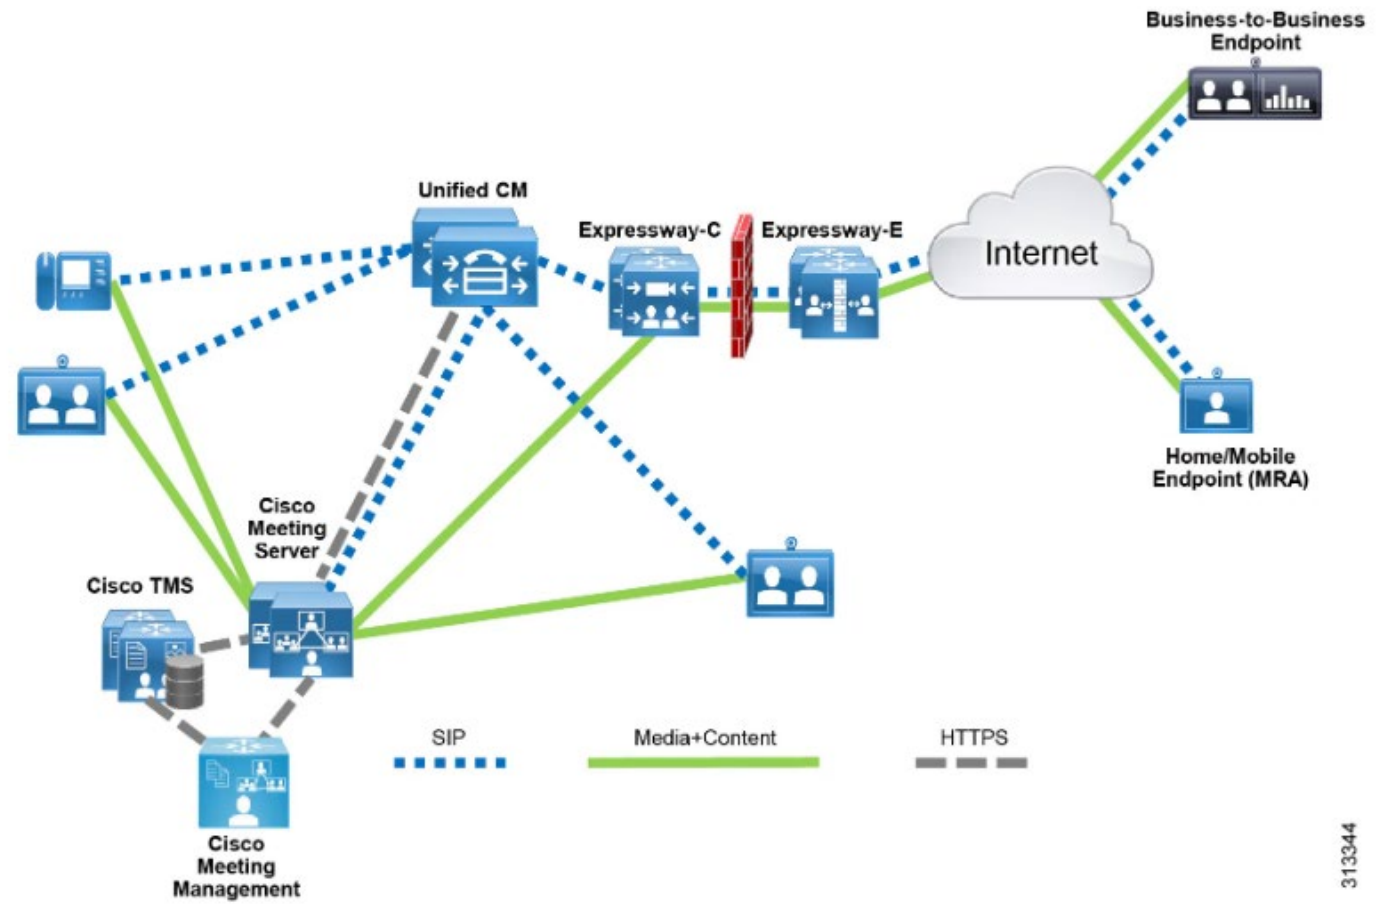 Business-to-Business
Endpoint
Unified CM
Expressway-C
Expressway-E
Internet
Home/Mobile
Endpoint (MRA)
Cisco
Meeting
Server
Cisco TMS
SIP
Media+Content
HTTPS
Cisco
Meeting
Management
313344